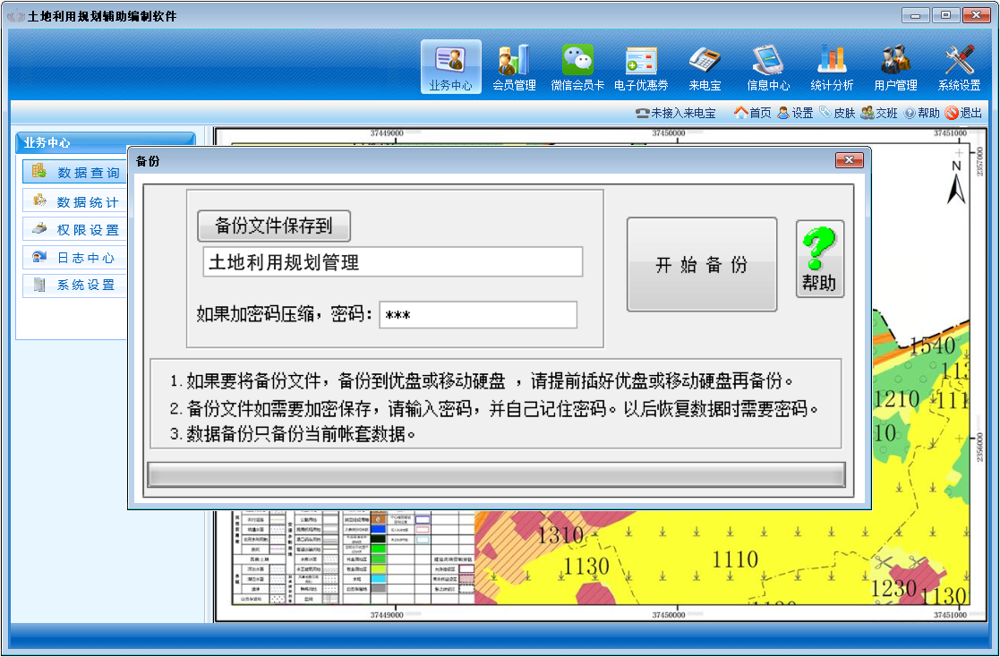 土地利用规划辅助编制软件
业务中心
会员管理
微信会员卡
电子优惠券
来电宝
信息中心
统计分析
用户管理
系统设置
未接入来电宝
首页
设置
皮肤
交班
帮助
退出
业务中心
数据查询
数据统计
权限设置
日志中心
系统设置
37449000
37450000
37451000
N
备份
备份文件保存到
土地利用规划管理
如果加密码压缩，密码：
***
开 始 备 份
帮助
1.如果要将备份文件，备份到优盘或移动硬盘 ，请提前插好优盘或移动硬盘再备份。
2.备份文件如需要加密保存，请输入密码，并自己记住密码。以后恢复数据时需要密码。
3.数据备份只备份当前帐套数据。
1540
113
1210
111
10
1310
1130
1110
1230
1130
37449000
37450000
37451000